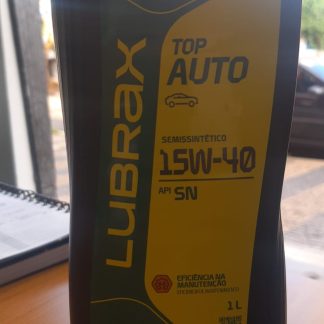 LUBRAX
TOP
AUTO
SEMISSINTÉTICO
15W-40
API SN
EFICIÊNCIA NA
MANUTENÇÃO
1 L